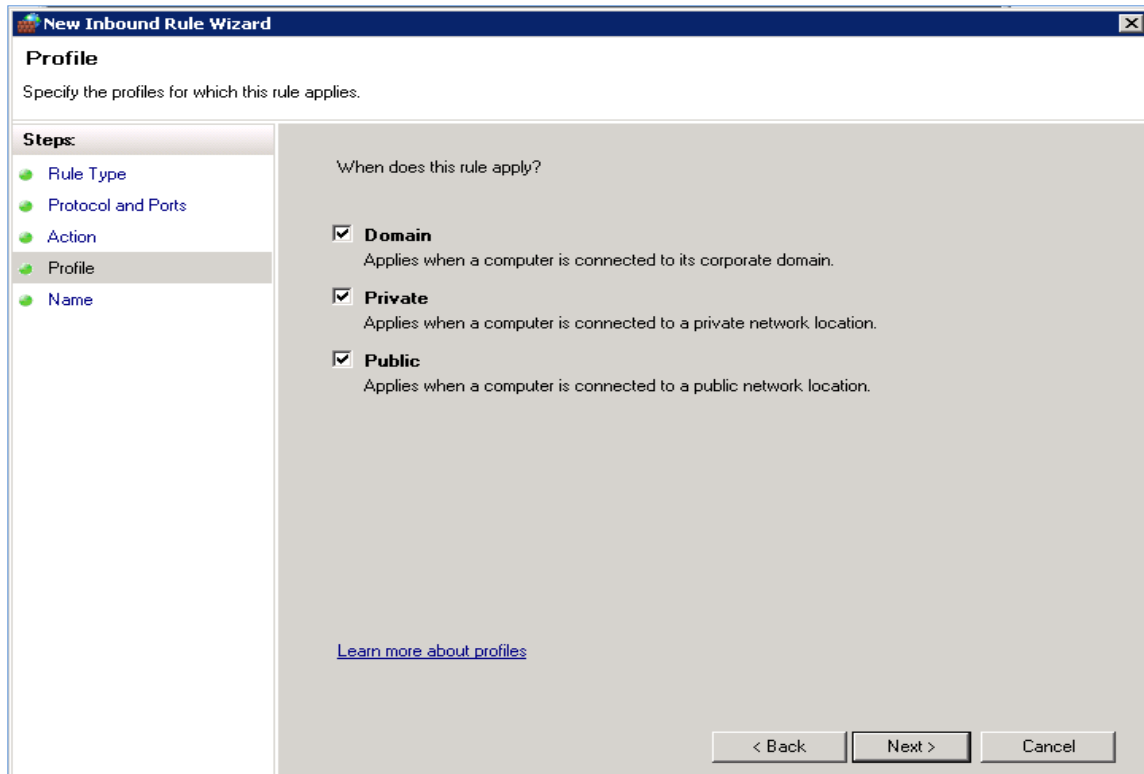 New Inbound Rule Wizard
Profile
Specify the profiles for which this rule applies.
Steps:
Rule Type
Protocol and Ports
Action
Profile
Name
When does this rule apply?
Domain
Applies when a computer is connected to its corporate domain.
Private
Applies when a computer is connected to a private network location.
Public
Applies when a computer is connected to a public network location.
Learn more about profiles
< Back Next > Cancel